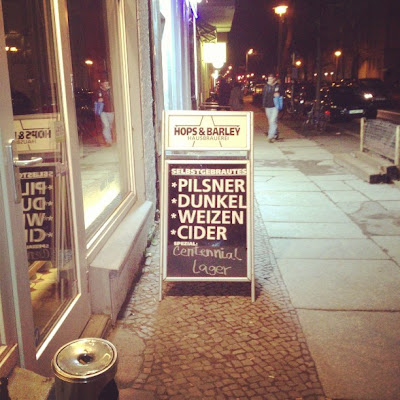 HOPS & BARLEY
HAUSBRAUEREI
SELBSTGEBRAUTES
*PILSNER
*DUNKEL
*WEIZEN
*CIDER
SPEZIAL:
Centennial
Lager